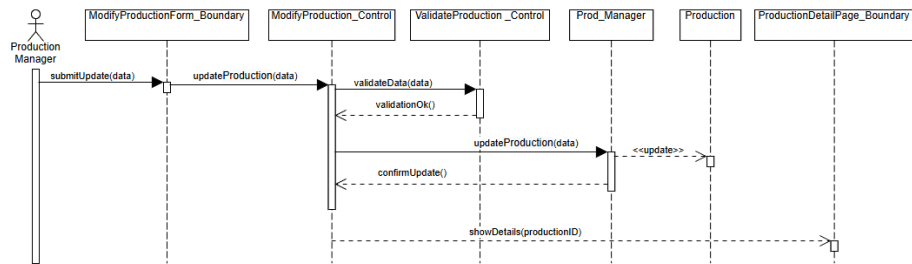 ModifyProductionForm_Boundary
ModifyProduction_Control
ValidateProduction _Control
Prod_Manager
Production
ProductionDetailPage_Boundary
Production
Manager
submitUpdate(data)
updateProduction(data)
validateData(data)
validationOk()
updateProduction(data)
<<update>>
confirmUpdate()
showDetails(productionID)